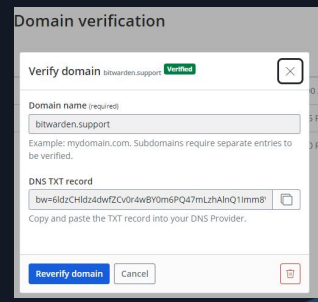 Domain verification
Verify domain bitwarden.support Verified
Domain name (required)
bitwarden.support
Example: mydomain.com. Subdomains require separate entries to
be verified.
DNS TXT record
Copy and paste the TXT record into your DNS Provider.
Reverify domain Cancel